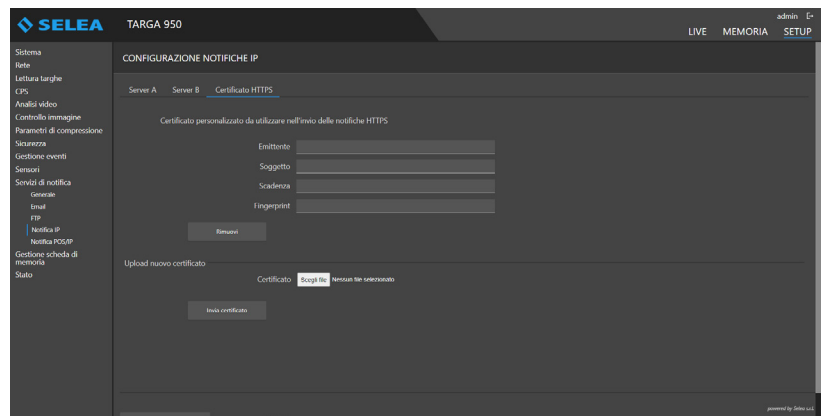 SELEA
TARGA 950
admin
LIVE MEMORIA SETUP
Sistema
Rete
Lettura targhe
CPS
Analisi video
Controllo immagine
Parametri di compressione
Sicurezza
Gestione eventi
Sensori
Servizi di notifica
Generale
Email
FTP
Notifica IP
Notifica POS/IP
Gestione scheda di
memoria
Stato
CONFIGURAZIONE NOTIFICHE IP
Server A Server B Certificato HTTPS
Certificato personalizzato da utilizzare nell'invio delle notifiche HTTPS
Emittente
Soggetto
Scadenza
Fingerprint
Rimuovi
Upload nuovo certificato
Certificato Scegli file Nessun file selezionato
Invia certificato
powered by Selea s.r.l.